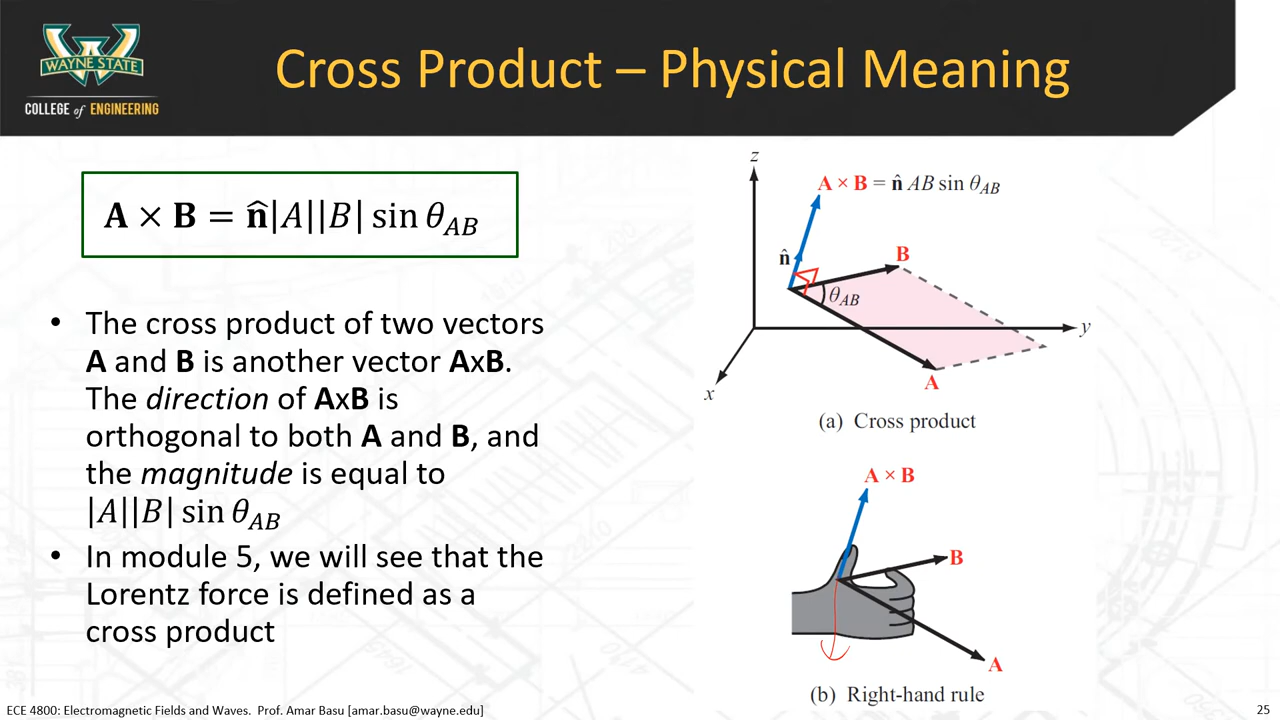 WAYNE STATE
COLLEGE of ENGINEERING
Cross Product – Physical Meaning
𝐀 × 𝐁 = n̂|A||B| sin θ_AB
• The cross product of two vectors
A and B is another vector AxB.
The direction of AxB is
orthogonal to both A and B, and
the magnitude is equal to
|A||B| sin θ_AB
• In module 5, we will see that the
Lorentz force is defined as a
cross product
z
A × B = n̂ AB sin θ_AB
n̂
B
θ_AB
y
A
x
(a) Cross product
A × B
B
A
(b) Right-hand rule
ECE 4800: Electromagnetic Fields and Waves. Prof. Amar Basu [amar.basu@wayne.edu]
25